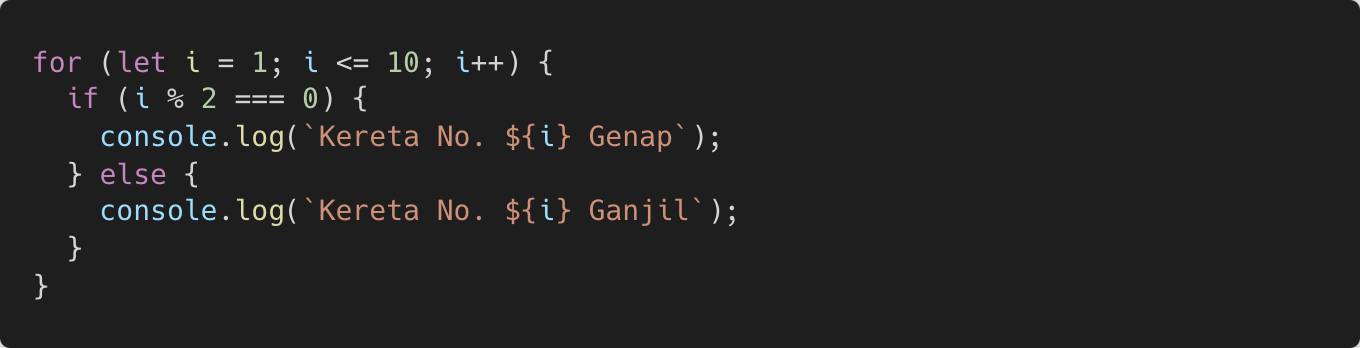 for (let i = 1; i <= 10; i++) {
  if (i % 2 === 0) {
    console.log(`Kereta No. ${i} Genap`);
  } else {
    console.log(`Kereta No. ${i} Ganjil`);
  }
}